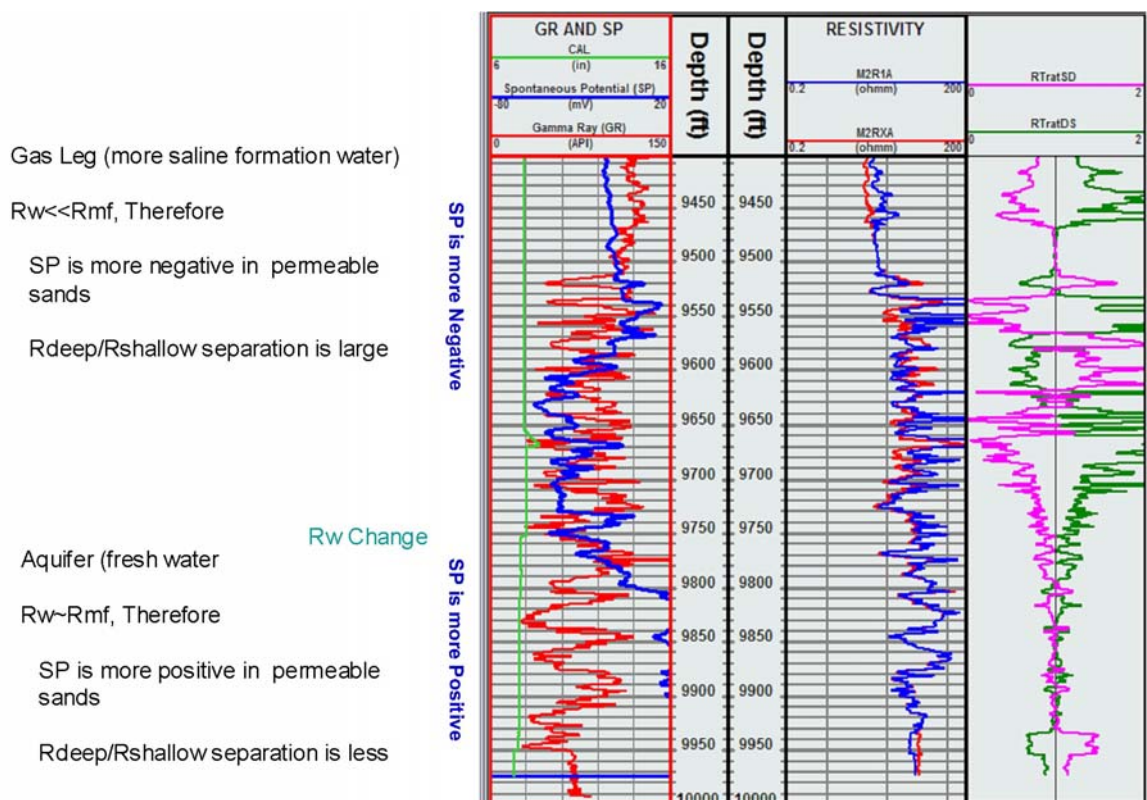 Gas Leg (more saline formation water)
Rw<<Rmf, Therefore
SP is more negative in permeable
sands
Rdeep/Rshallow separation is large
Rw Change
Aquifer (fresh water
Rw~Rmf, Therefore
SP is more positive in permeable
sands
Rdeep/Rshallow separation is less
SP is more Negative
SP is more Positive
GR AND SP
CAL
6 (in) 16
Spontaneous Potential (SP)
-80 (mV) 20
Gamma Ray (GR)
0 (API) 150
Depth (ft)
Depth (ft)
RESISTIVITY
M2R1A
0.2 (ohmm) 200
M2RXA
0.2 (ohmm) 200
RTratSD
0 2
RTratDS
0 2
9450 9450
9500 9500
9550 9550
9600 9600
9650 9650
9700 9700
9750 9750
9800 9800
9850 9850
9900 9900
9950 9950
10000 10000